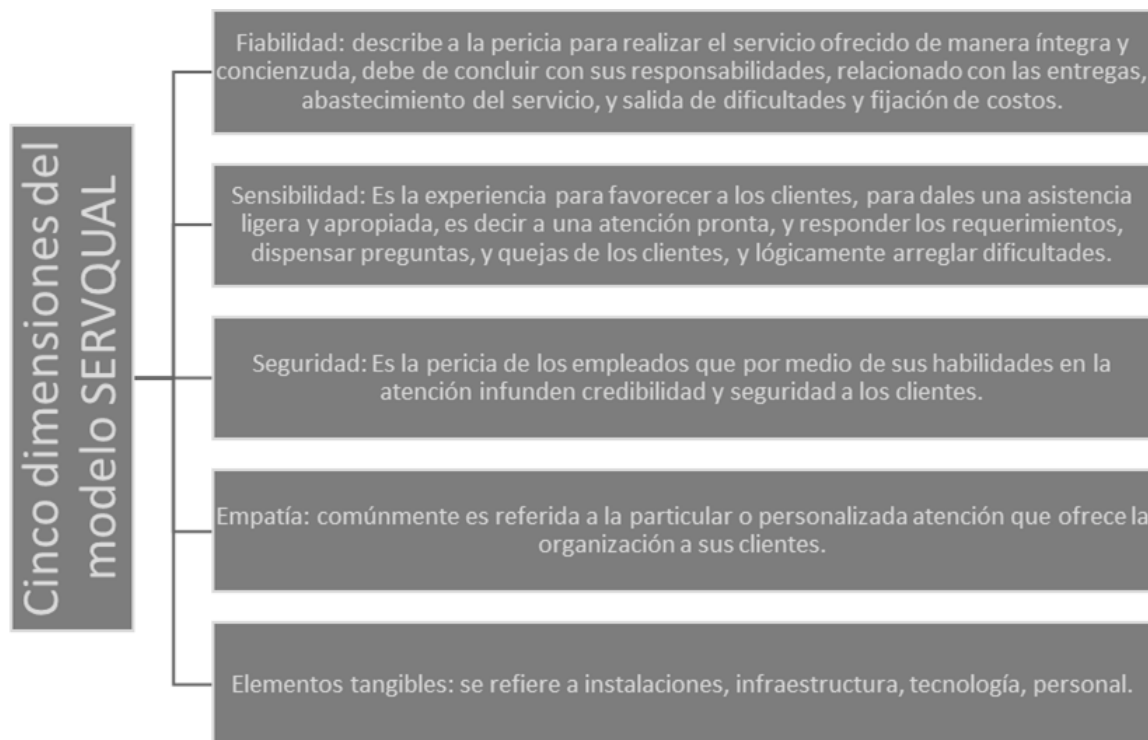 Cinco dimensiones del
modelo SERVQUAL
Fiabilidad: describe a la pericia para realizar el servicio ofrecido de manera íntegra y
concienzuda, debe de concluir con sus responsabilidades, relacionado con las entregas,
abastecimiento del servicio, y salida de dificultades y fijación de costos.
Sensibilidad: Es la experiencia para favorecer a los clientes, para dales una asistencia
ligera y apropiada, es decir a una atención pronta, y responder los requerimientos,
dispensar preguntas, y quejas de los clientes, y lógicamente arreglar dificultades.
Seguridad: Es la pericia de los empleados que por medio de sus habilidades en la
atención infunden credibilidad y seguridad a los clientes.
Empatía: comúnmente es referida a la particular o personalizada atención que ofrece la
organización a sus clientes.
Elementos tangibles: se refiere a instalaciones, infraestructura, tecnología, personal.